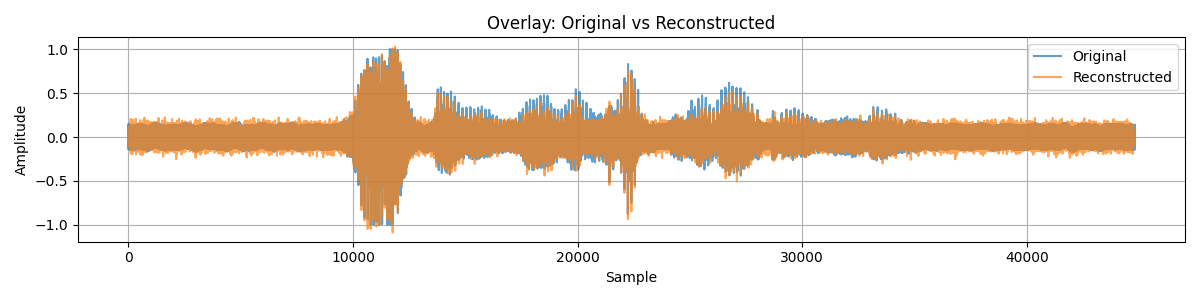 Overlay: Original vs Reconstructed
Original
Reconstructed
Amplitude
1.0
0.5
0.0
−0.5
−1.0
0
10000
20000
30000
40000
Sample